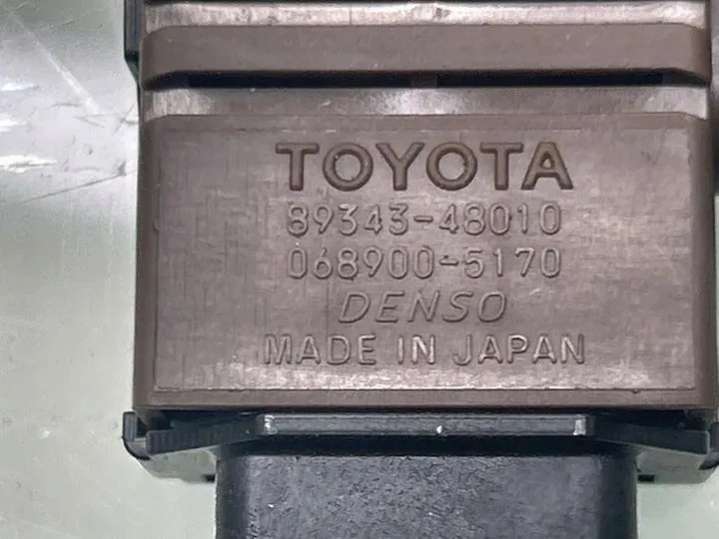 TOYOTA
89343-48010
068900-5170
DENSO
MADE IN JAPAN